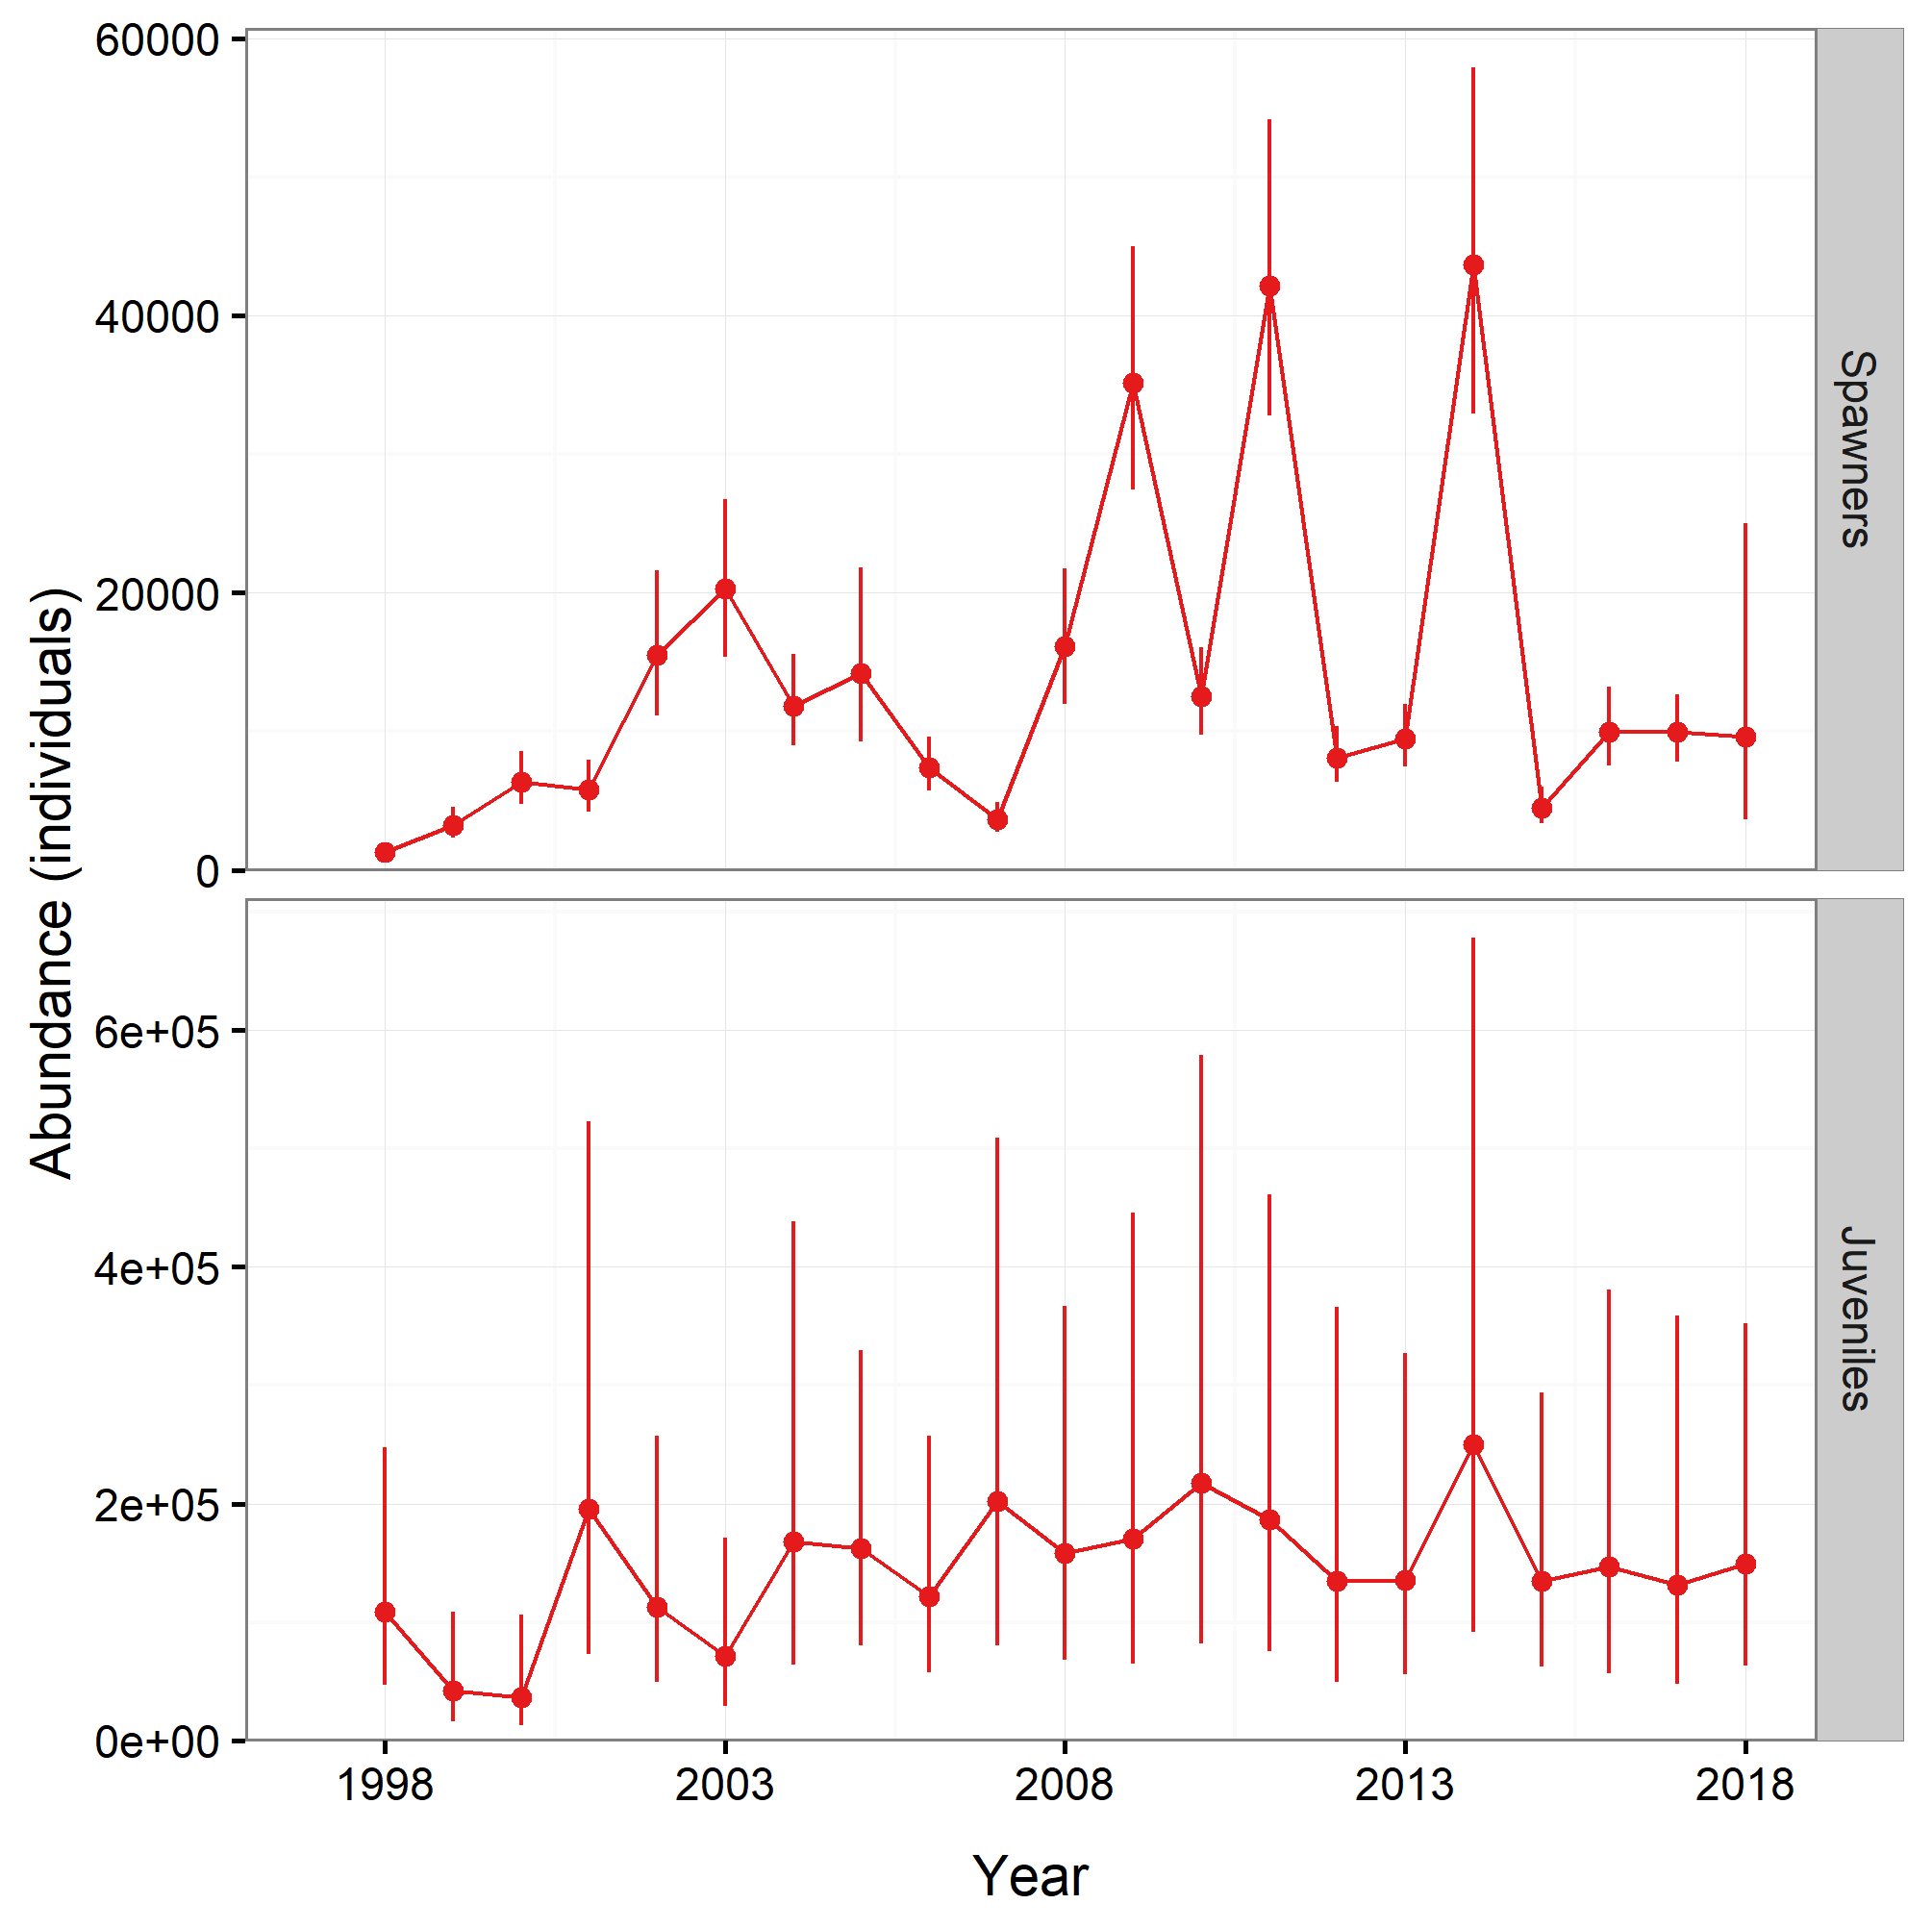 Abundance (individuals)
60000
40000
20000
0
Spawners
6e+05
4e+05
2e+05
0e+00
Juveniles
1998
2003
2008
2013
2018
Year